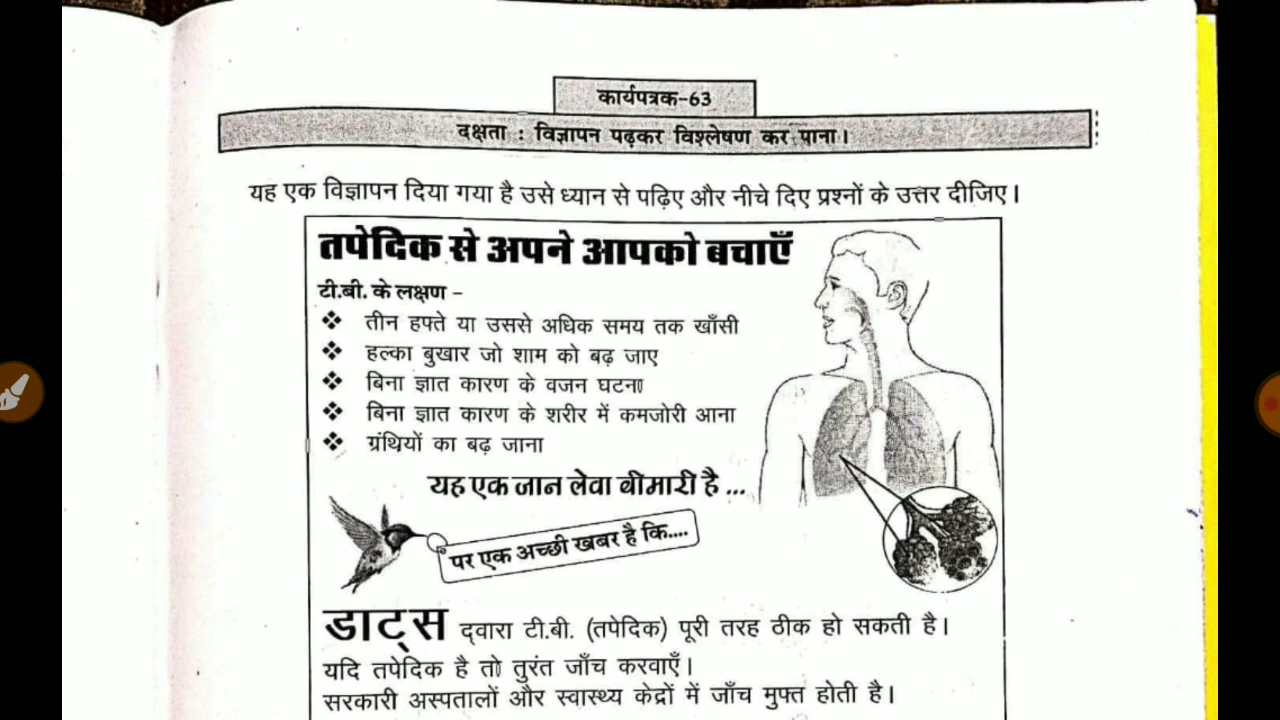 कार्यपत्रक-63
दक्षता : विज्ञापन पढ़कर विश्लेषण कर पाना।
यह एक विज्ञापन दिया गया है उसे ध्यान से पढ़िए और नीचे दिए प्रश्नों के उत्तर दीजिए।
तपेदिक से अपने आपको बचाएँ
टी.बी. के लक्षण –
❖ तीन हफ्ते या उससे अधिक समय तक खाँसी
❖ हल्का बुखार जो शाम को बढ़ जाए
❖ बिना ज्ञात कारण के वजन घटना
❖ बिना ज्ञात कारण के शरीर में कमजोरी आना
❖ ग्रंथियों का बढ़ जाना
यह एक जान लेवा बीमारी है ...
पर एक अच्छी खबर है कि....
डाट्स द्वारा टी.बी. (तपेदिक) पूरी तरह ठीक हो सकती है।
यदि तपेदिक है तो तुरंत जाँच करवाएँ।
सरकारी अस्पतालों और स्वास्थ्य केद्रों में जाँच मुफ्त होती है।